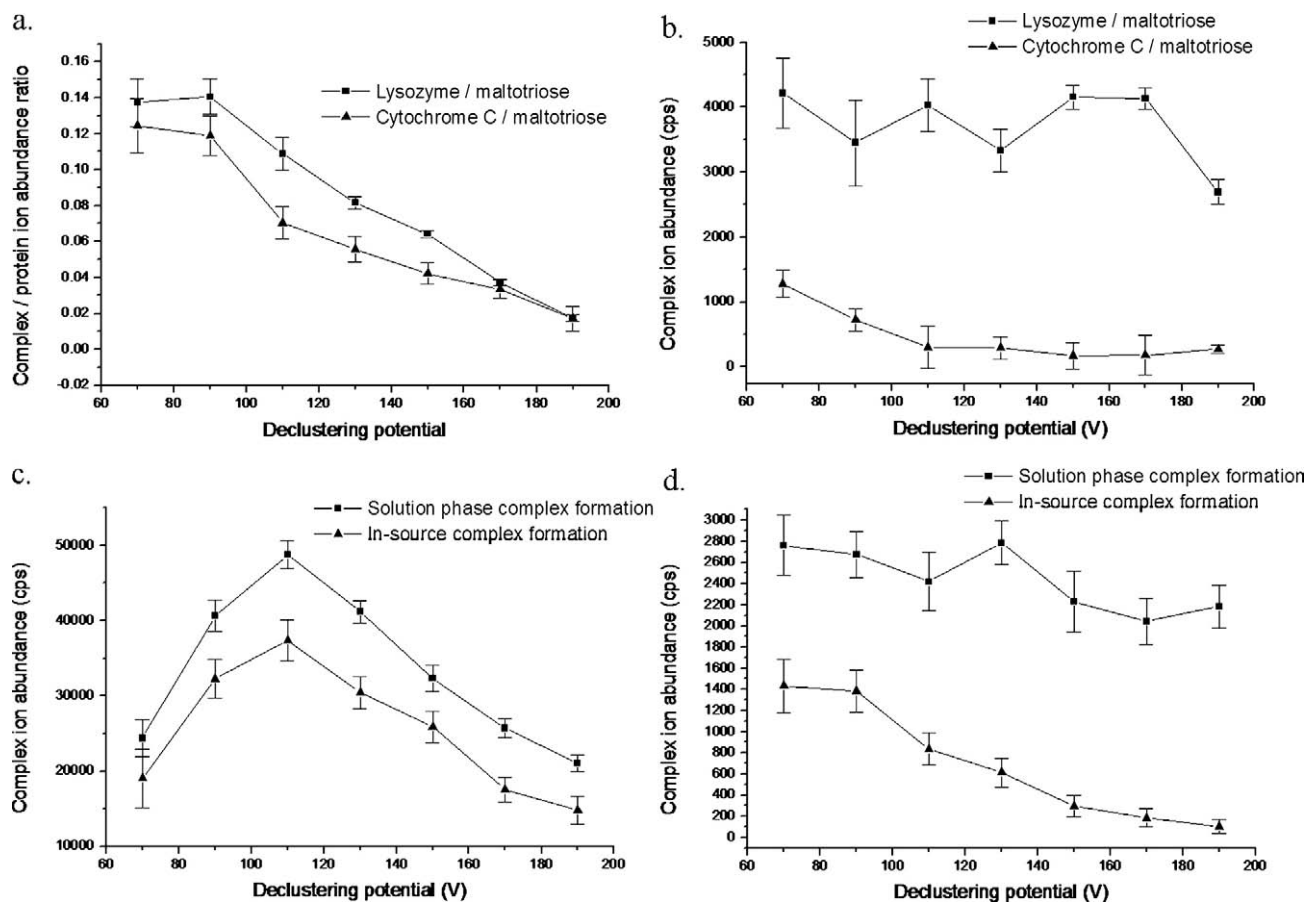 a.
Lysozyme / maltotriose
Cytochrome C / maltotriose
Complex / protein ion abundance ratio
0.16
0.14
0.12
0.10
0.08
0.06
0.04
0.02
0.00
-0.02
60 80 100 120 140 160 180 200
Declustering potential
b.
Lysozyme / maltotriose
Cytochrome C / maltotriose
Complex ion abundance (cps)
5000
4000
3000
2000
1000
0
60 80 100 120 140 160 180 200
Declustering potential (V)
c.
Solution phase complex formation
In-source complex formation
Complex ion abundance (cps)
50000
40000
30000
20000
10000
60 80 100 120 140 160 180 200
Declustering potential (V)
d.
Solution phase complex formation
In-source complex formation
Complex ion abundance (cps)
3000
2800
2600
2400
2200
2000
1800
1600
1400
1200
1000
800
600
400
200
0
60 80 100 120 140 160 180 200
Declustering potential (V)